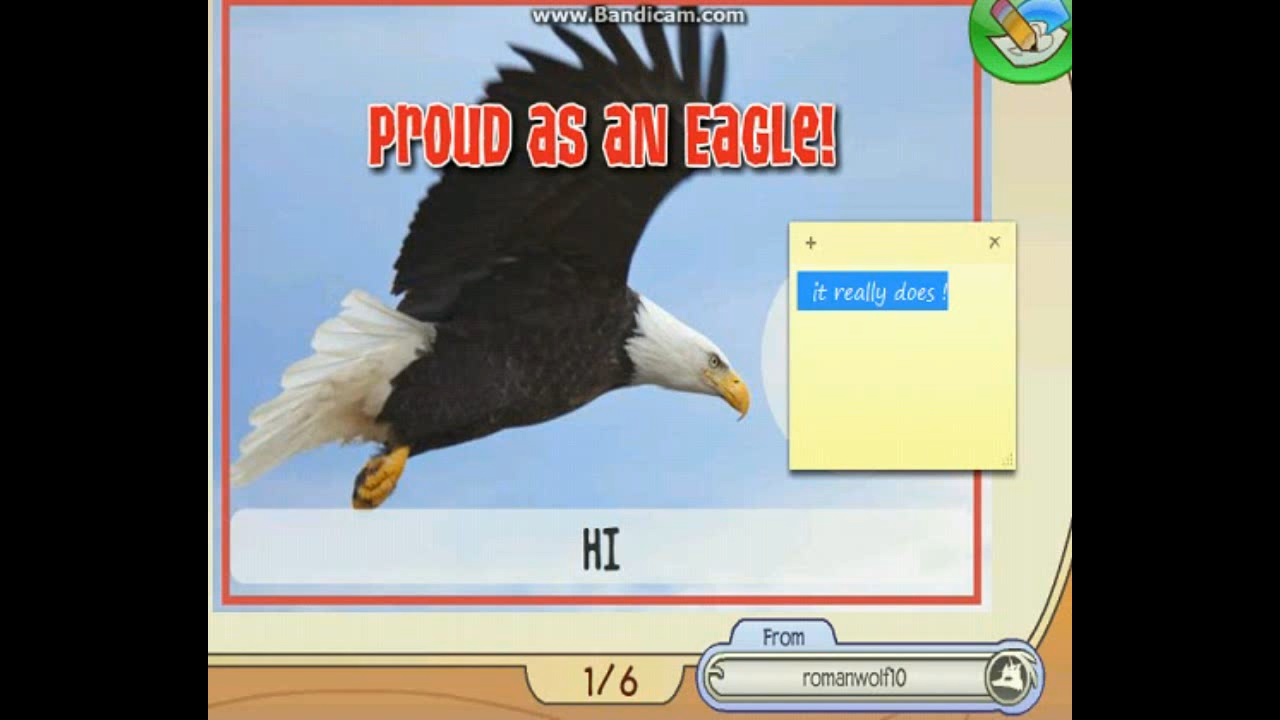 www.Bandicam.com
PROUD AS AN EAGLE!
+ ×
it really does !
HI
From
1/6
romanwolf10